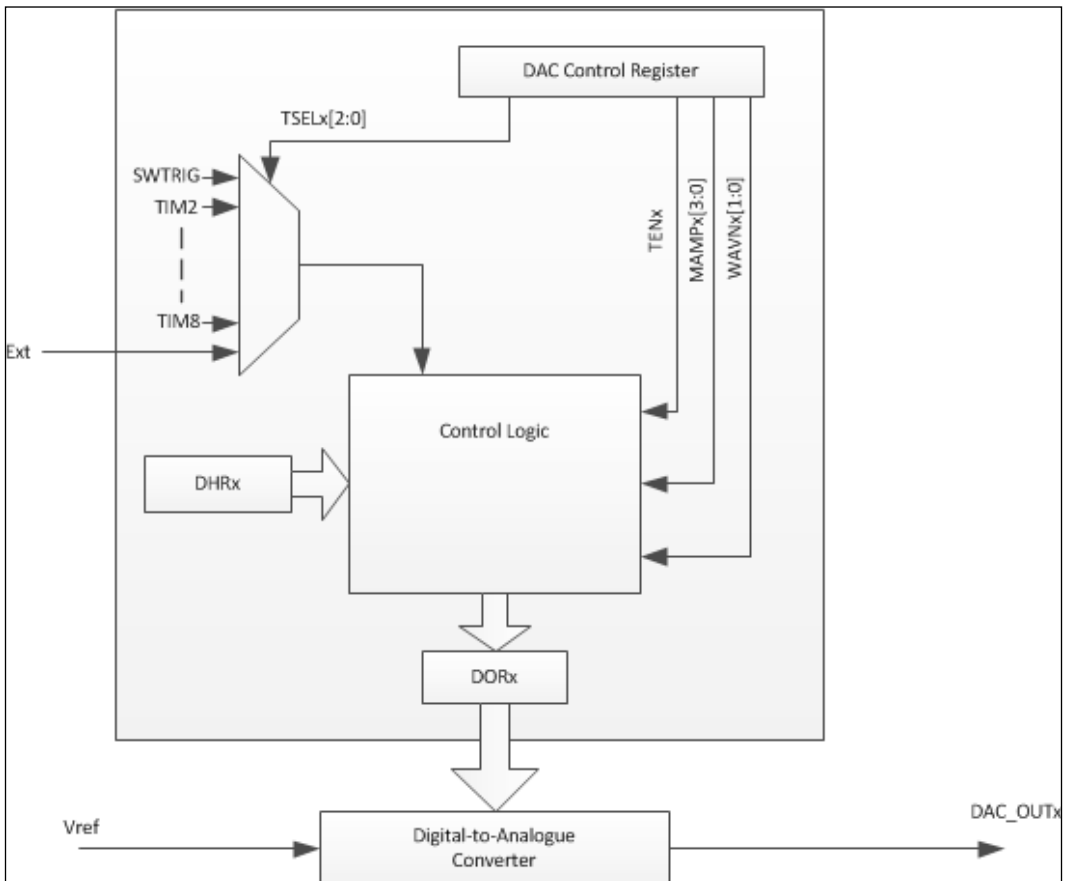 DAC Control Register
TSELx[2:0]
SWTRIG
TIM2
TIM8
Ext
TENx
MAMPx[3:0]
WAVNx[1:0]
Control Logic
DHRx
DORx
Vref
Digital-to-Analogue
Converter
DAC_OUTx